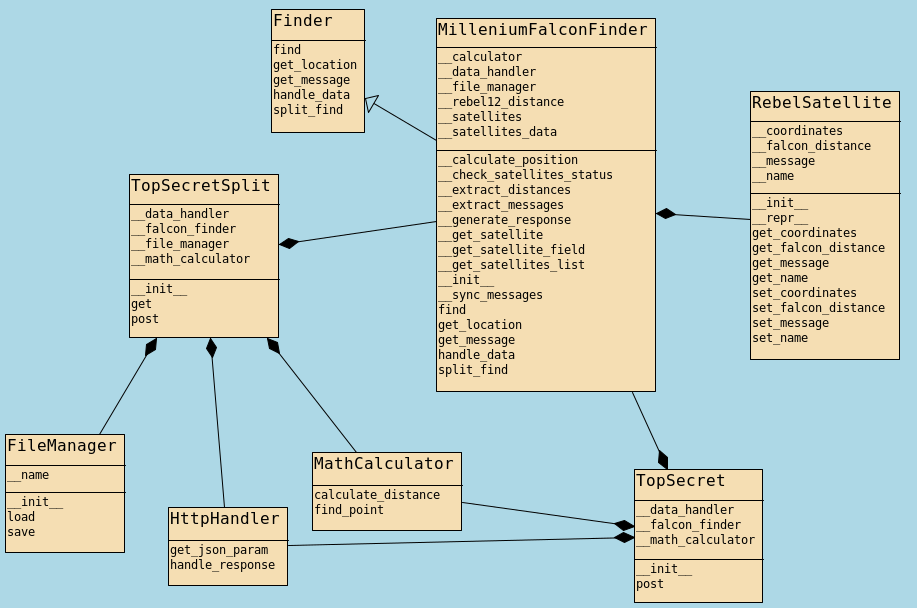 Finder
find
get_location
get_message
handle_data
split_find
MilleniumFalconFinder
__calculator
__data_handler
__file_manager
__rebel12_distance
__satellites
__satellites_data
__calculate_position
__check_satellites_status
__extract_distances
__extract_messages
__generate_response
__get_satellite
__get_satellite_field
__get_satellites_list
__init__
__sync_messages
find
get_location
get_message
handle_data
split_find
RebelSatellite
__coordinates
__falcon_distance
__message
__name
__init__
__repr__
get_coordinates
get_falcon_distance
get_message
get_name
set_coordinates
set_falcon_distance
set_message
set_name
TopSecretSplit
__data_handler
__falcon_finder
__file_manager
__math_calculator
__init__
get
post
FileManager
__name
__init__
load
save
HttpHandler
get_json_param
handle_response
MathCalculator
calculate_distance
find_point
TopSecret
__data_handler
__falcon_finder
__math_calculator
__init__
post